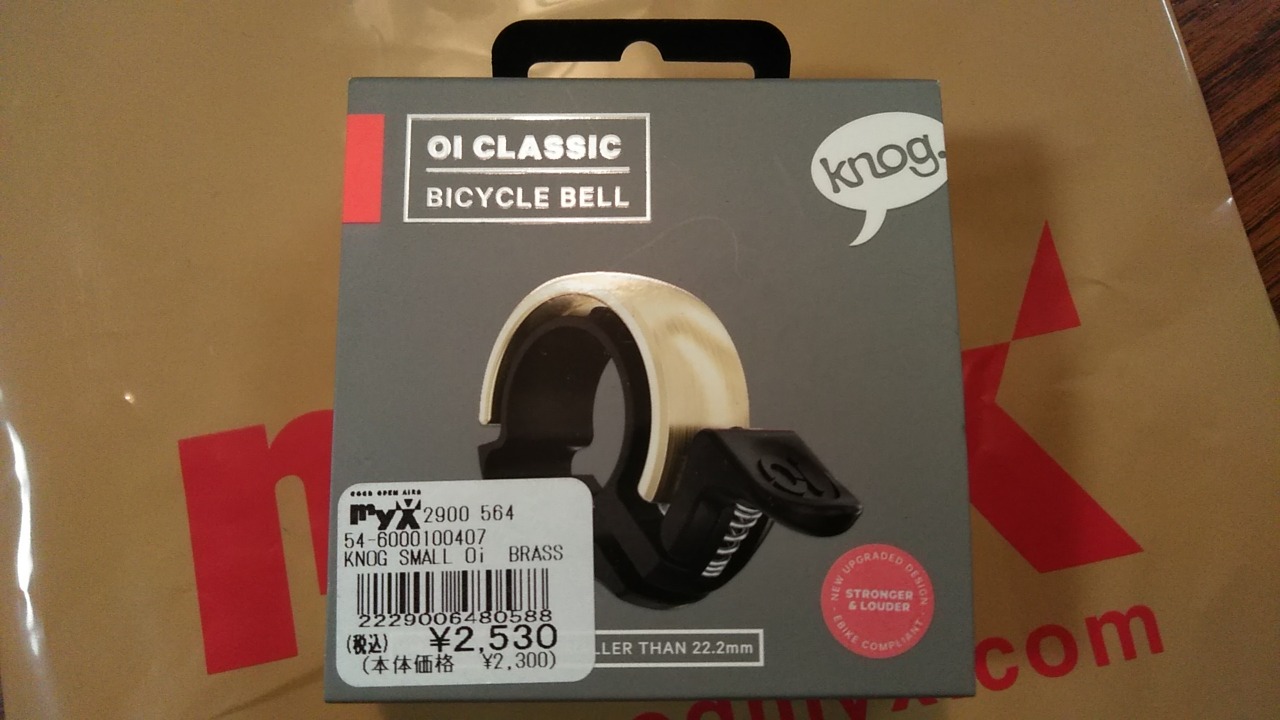 OI CLASSIC
BICYCLE BELL
knog.
GOOD OPEN AIRS
myX 2900 564
54-6000100407
KNOG SMALL Oi BRASS
2229006480588
(税込) ¥2,530
(本体価格 ¥2,300)
THAN 22.2mm
NEW UPGRADED DESIGN
STRONGER
& LOUDER
EBIKE COMPLIANT
.com